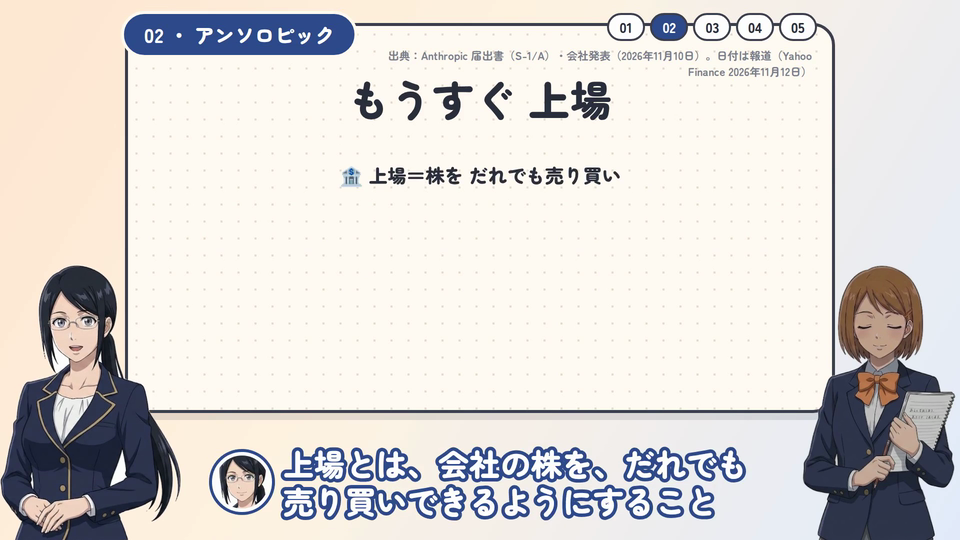 02 ・ アンソロピック
01 02 03 04 05
出典：Anthropic 届出書（S-1/A）・会社発表（2026年11月10日）。日付は報道（Yahoo
Finance 2026年11月12日）
もうすぐ 上場
上場＝株を だれでも売り買い
上場とは、会社の株を、だれでも
売り買いできるようにすること